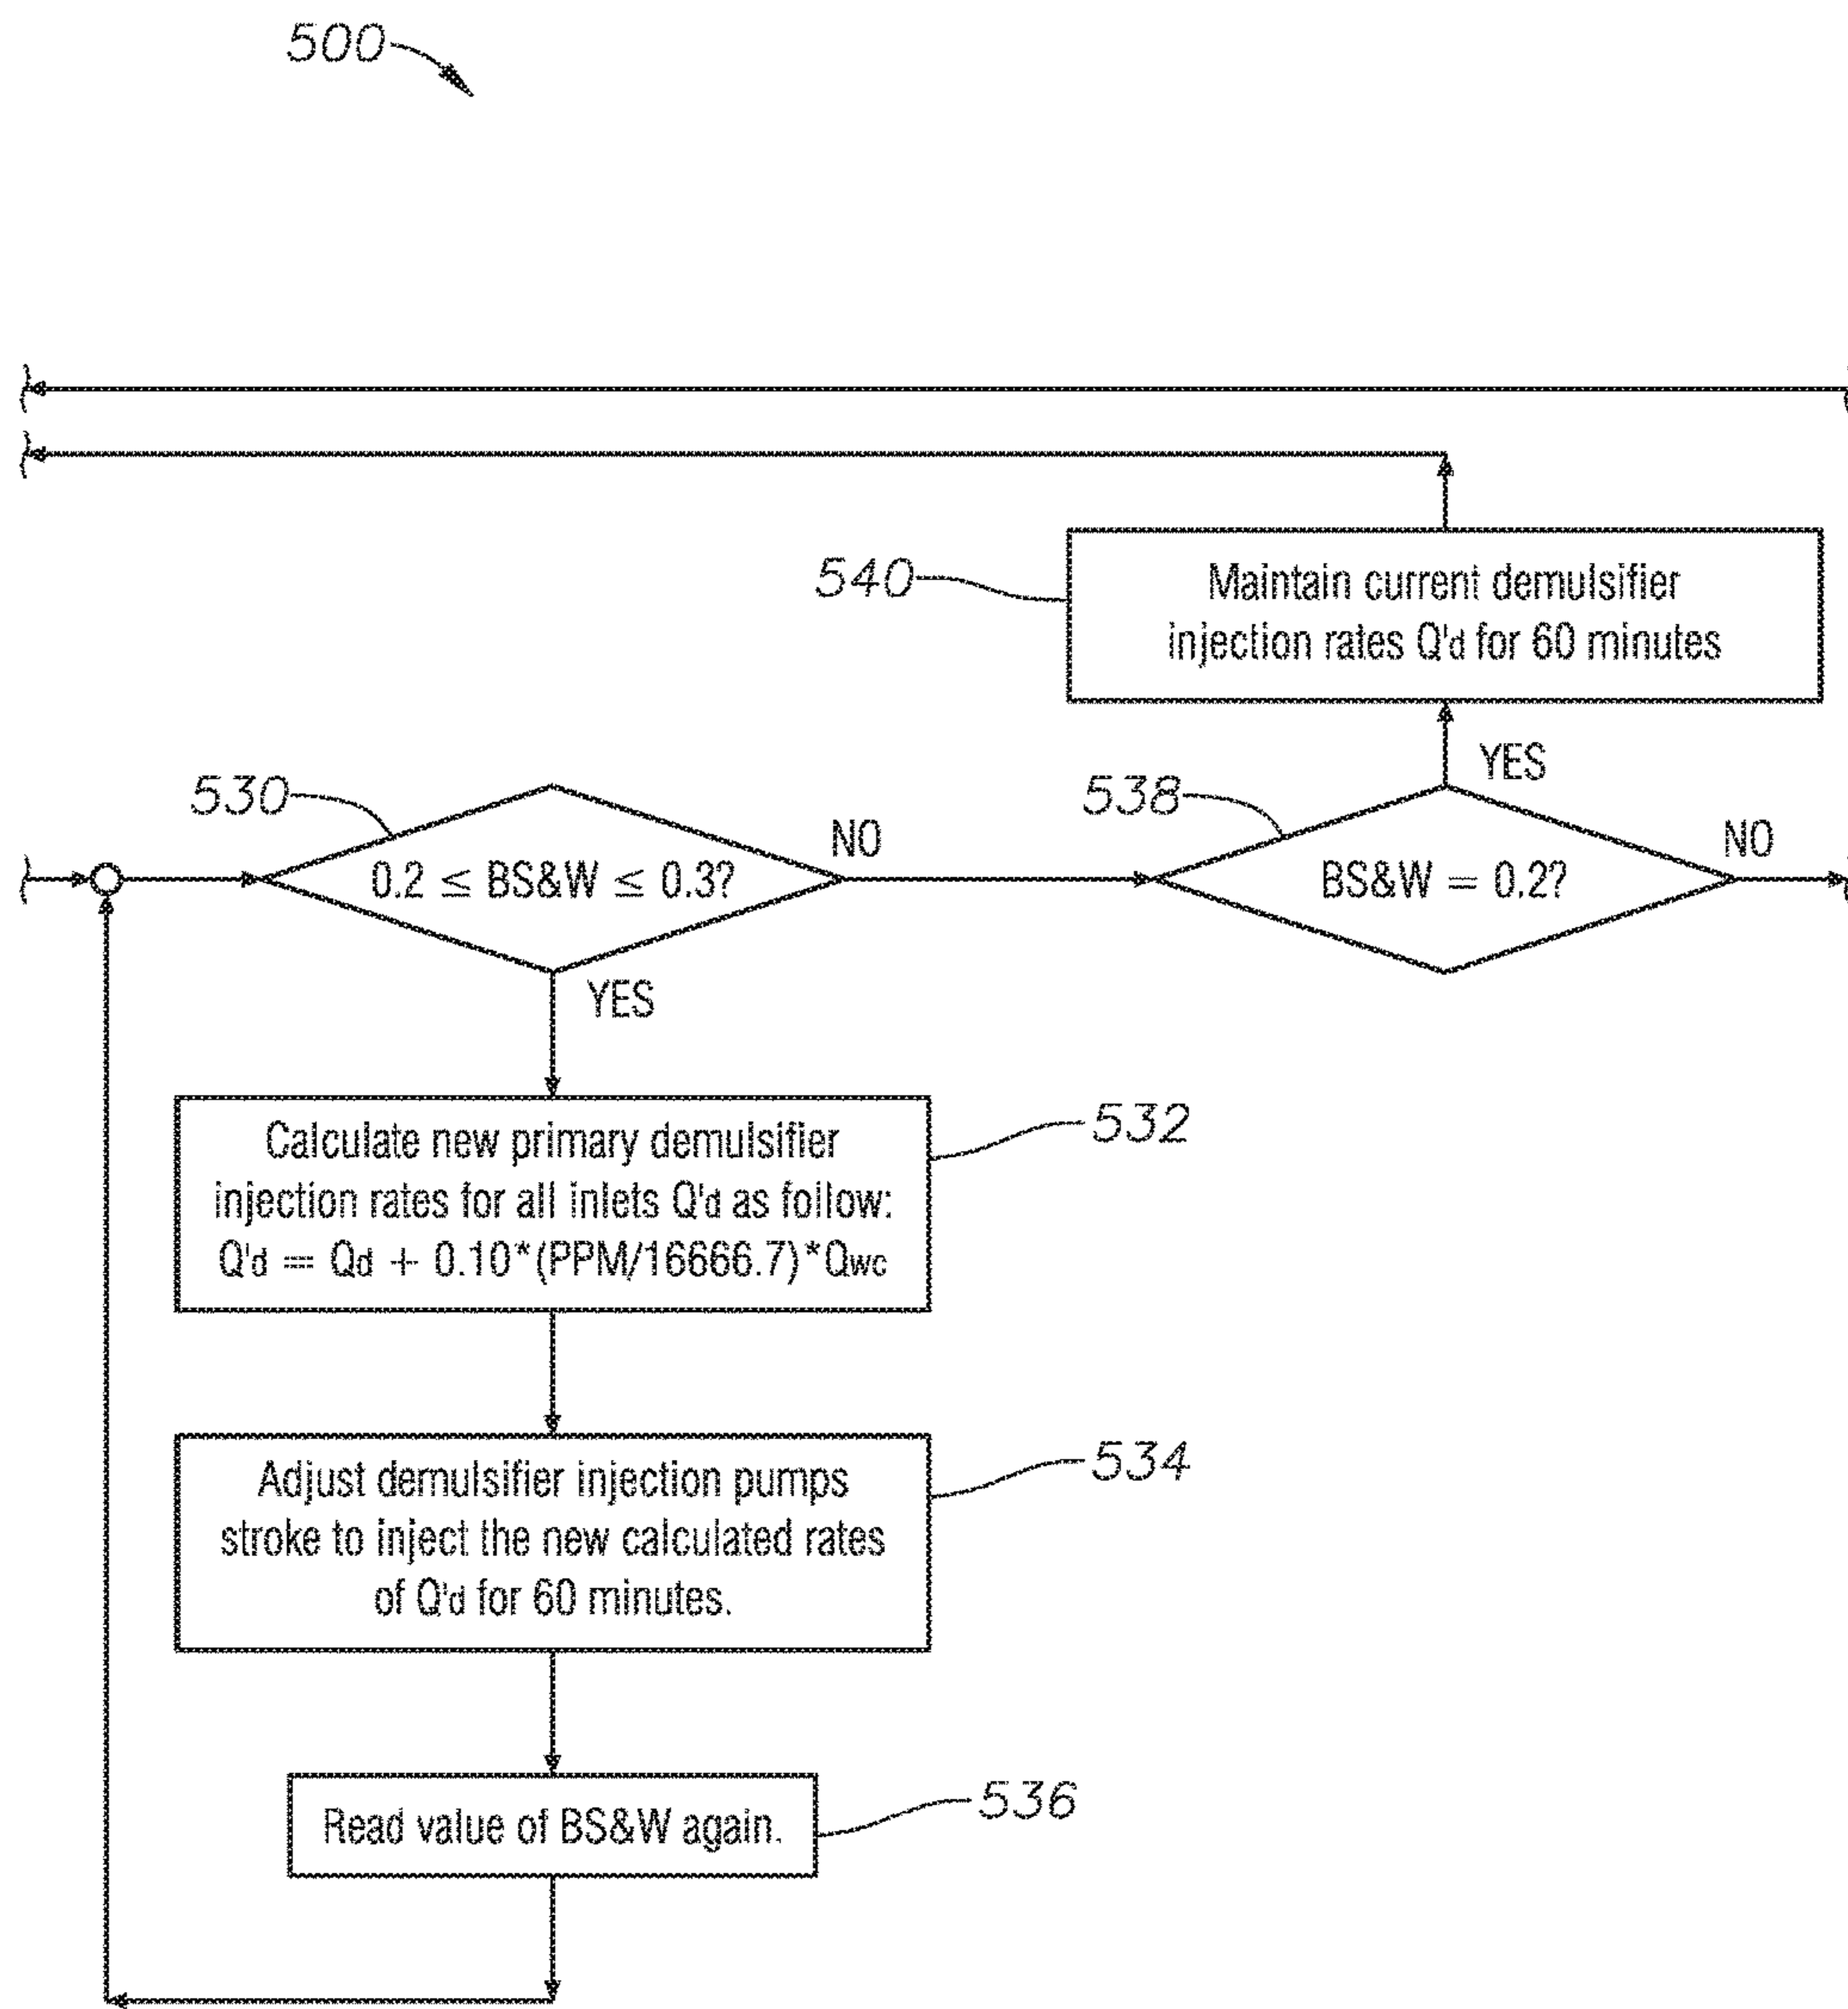 500
540
Maintain current demulsifier
injection rates Q'd for 60 minutes
YES
530
538
NO
NO
0.2 ≤ BS&W ≤ 0.3?
BS&W = 0.2?
YES
532
Calculate new primary demulsifier
injection rates for all inlets Q'd as follow:
Q'd = Qd + 0.10*(PPM/16666.7)*Qwc
534
Adjust demulsifier injection pumps
stroke to inject the new calculated rates
of Q'd for 60 minutes.
536
Read value of BS&W again.